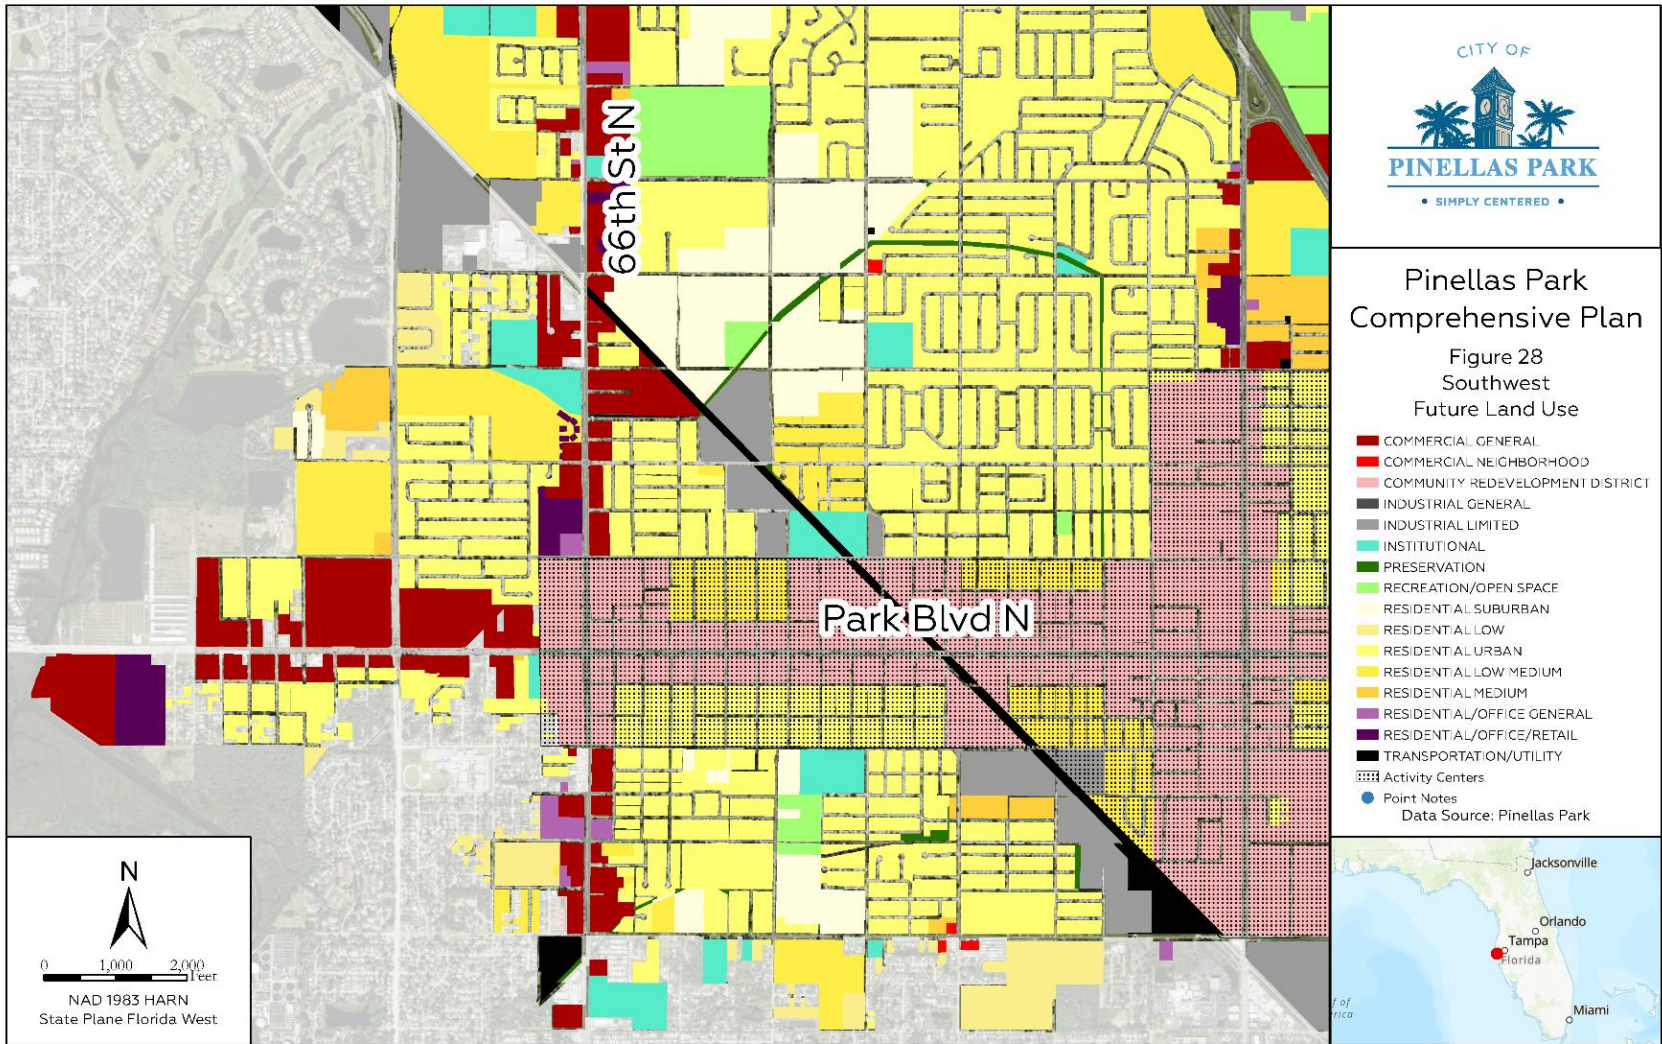 66th St N
Park Blvd N
N
0 1,000 2,000
Feet
NAD 1983 HARN
State Plane Florida West
CITY OF
PINELLAS PARK
• SIMPLY CENTERED •
Pinellas Park
Comprehensive Plan
Figure 28
Southwest
Future Land Use
COMMERCIAL GENERAL
COMMERCIAL NEIGHBORHOOD
COMMUNITY REDEVELOPMENT DISTRICT
INDUSTRIAL GENERAL
INDUSTRIAL LIMITED
INSTITUTIONAL
PRESERVATION
RECREATION/OPEN SPACE
RESIDENTIAL SUBURBAN
RESIDENTIAL LOW
RESIDENTIAL URBAN
RESIDENTIAL LOW MEDIUM
RESIDENTIAL MEDIUM
RESIDENTIAL/OFFICE GENERAL
RESIDENTIAL/OFFICE/RETAIL
TRANSPORTATION/UTILITY
Activity Centers
Point Notes
Data Source: Pinellas Park
Jacksonville
Orlando
Tampa
Florida
Miami
f of
rica